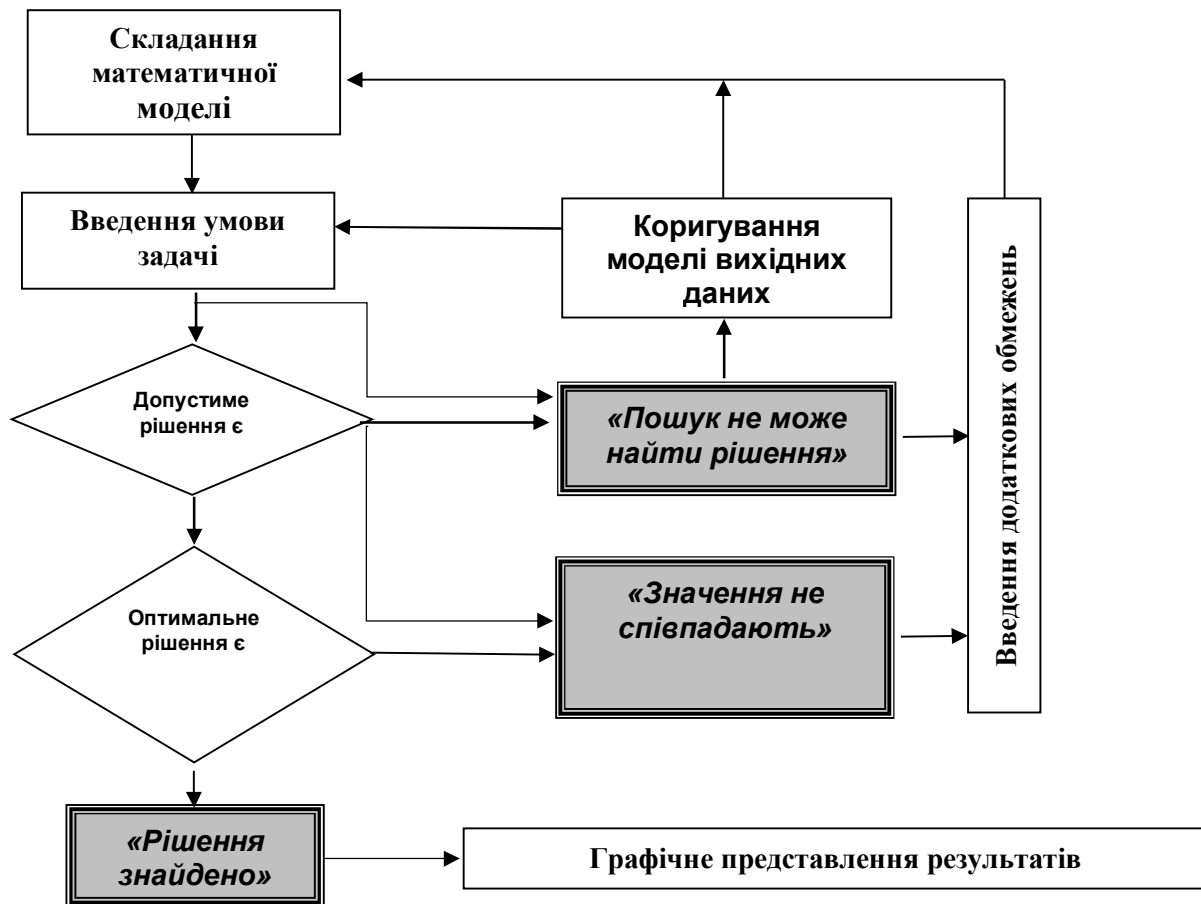 Складання
математичної
моделі
Введення умови
задачі
Коригування
моделі вихідних
даних
Допустиме
рішення є
«Пошук не може
найти рішення»
Введення додаткових обмежень
Оптимальне
рішення є
«Значення не
співпадають»
«Рішення
знайдено»
Графічне представлення результатів